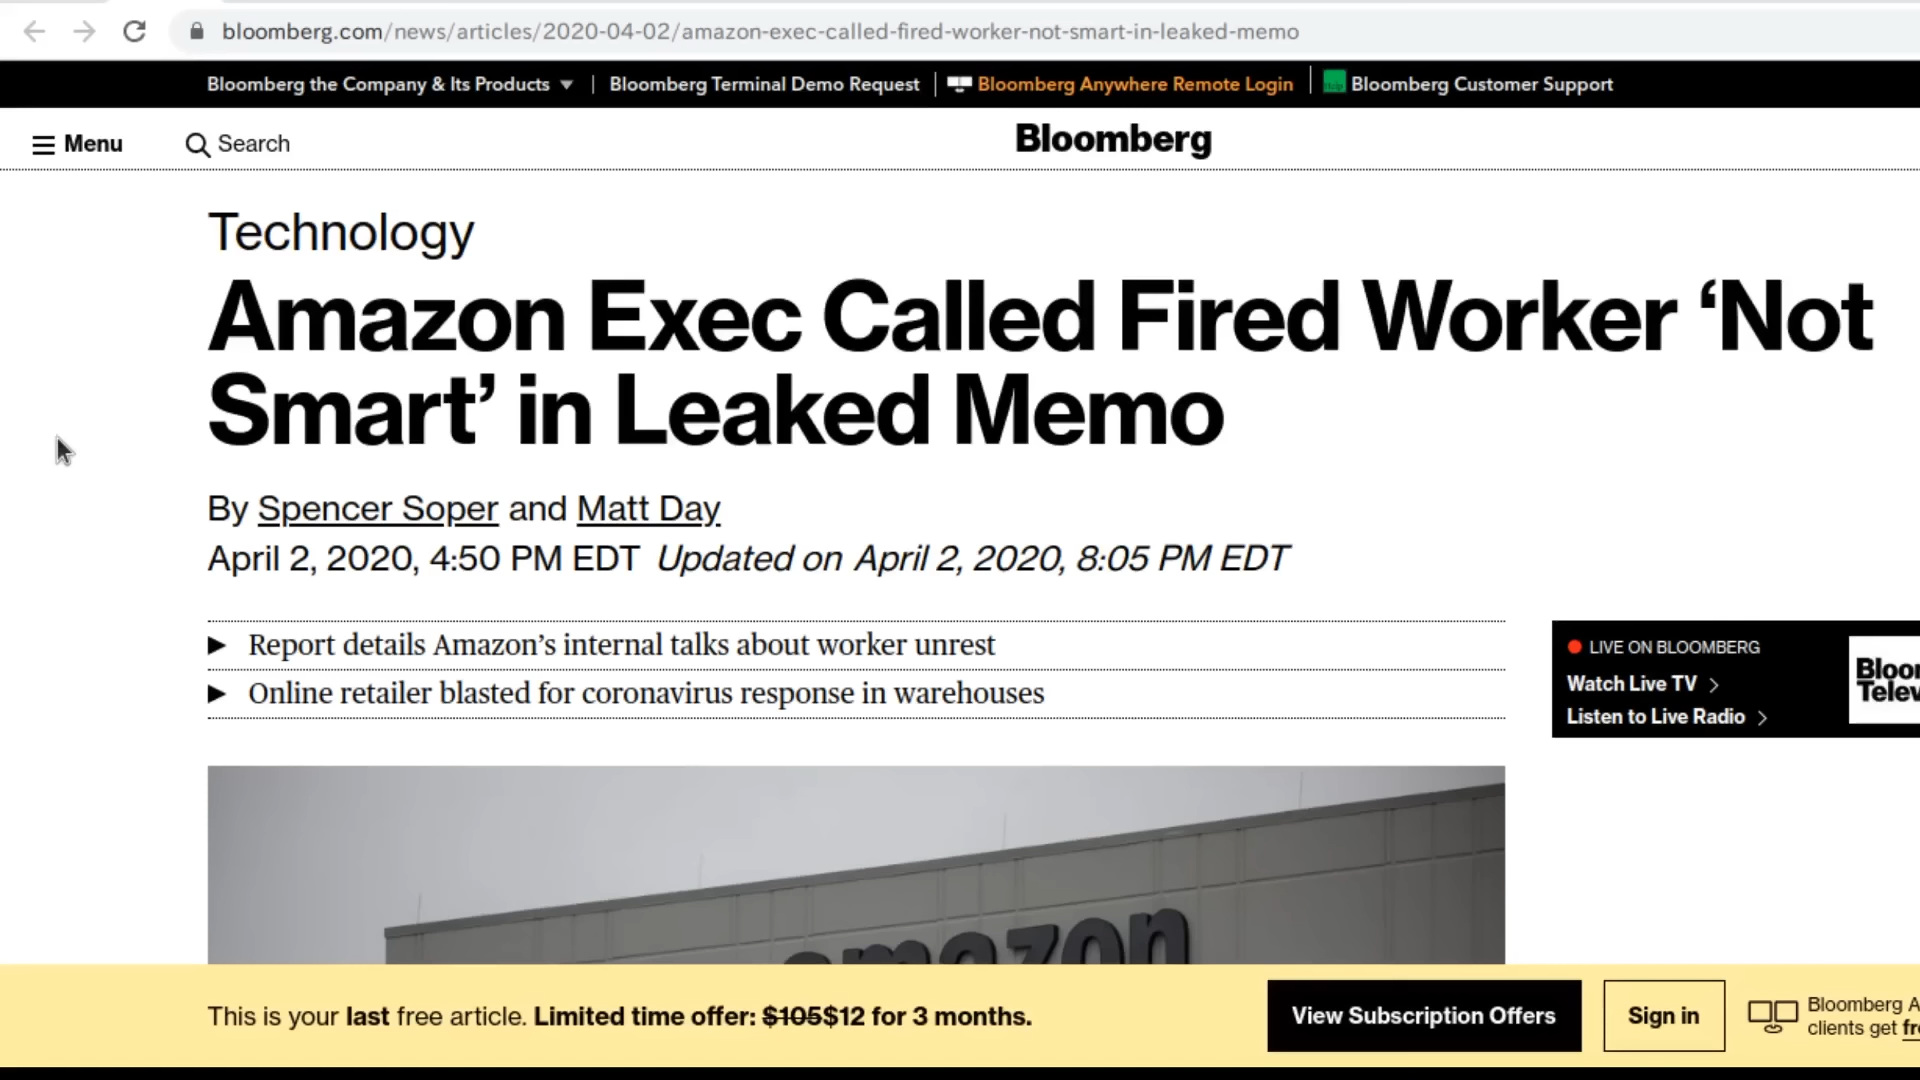 bloomberg.com/news/articles/2020-04-02/amazon-exec-called-fired-worker-not-smart-in-leaked-memo
Bloomberg the Company & Its Products ▼ | Bloomberg Terminal Demo Request | Bloomberg Anywhere Remote Login | Bloomberg Customer Support
Menu Search Bloomberg
Technology
Amazon Exec Called Fired Worker ‘Not
Smart’ in Leaked Memo
By Spencer Soper and Matt Day
April 2, 2020, 4:50 PM EDT Updated on April 2, 2020, 8:05 PM EDT
Report details Amazon’s internal talks about worker unrest
Online retailer blasted for coronavirus response in warehouses
LIVE ON BLOOMBERG
Watch Live TV
Listen to Live Radio
amazon
This is your last free article. Limited time offer: $105$12 for 3 months.
View Subscription Offers
Sign in
Bloomberg A
clients get